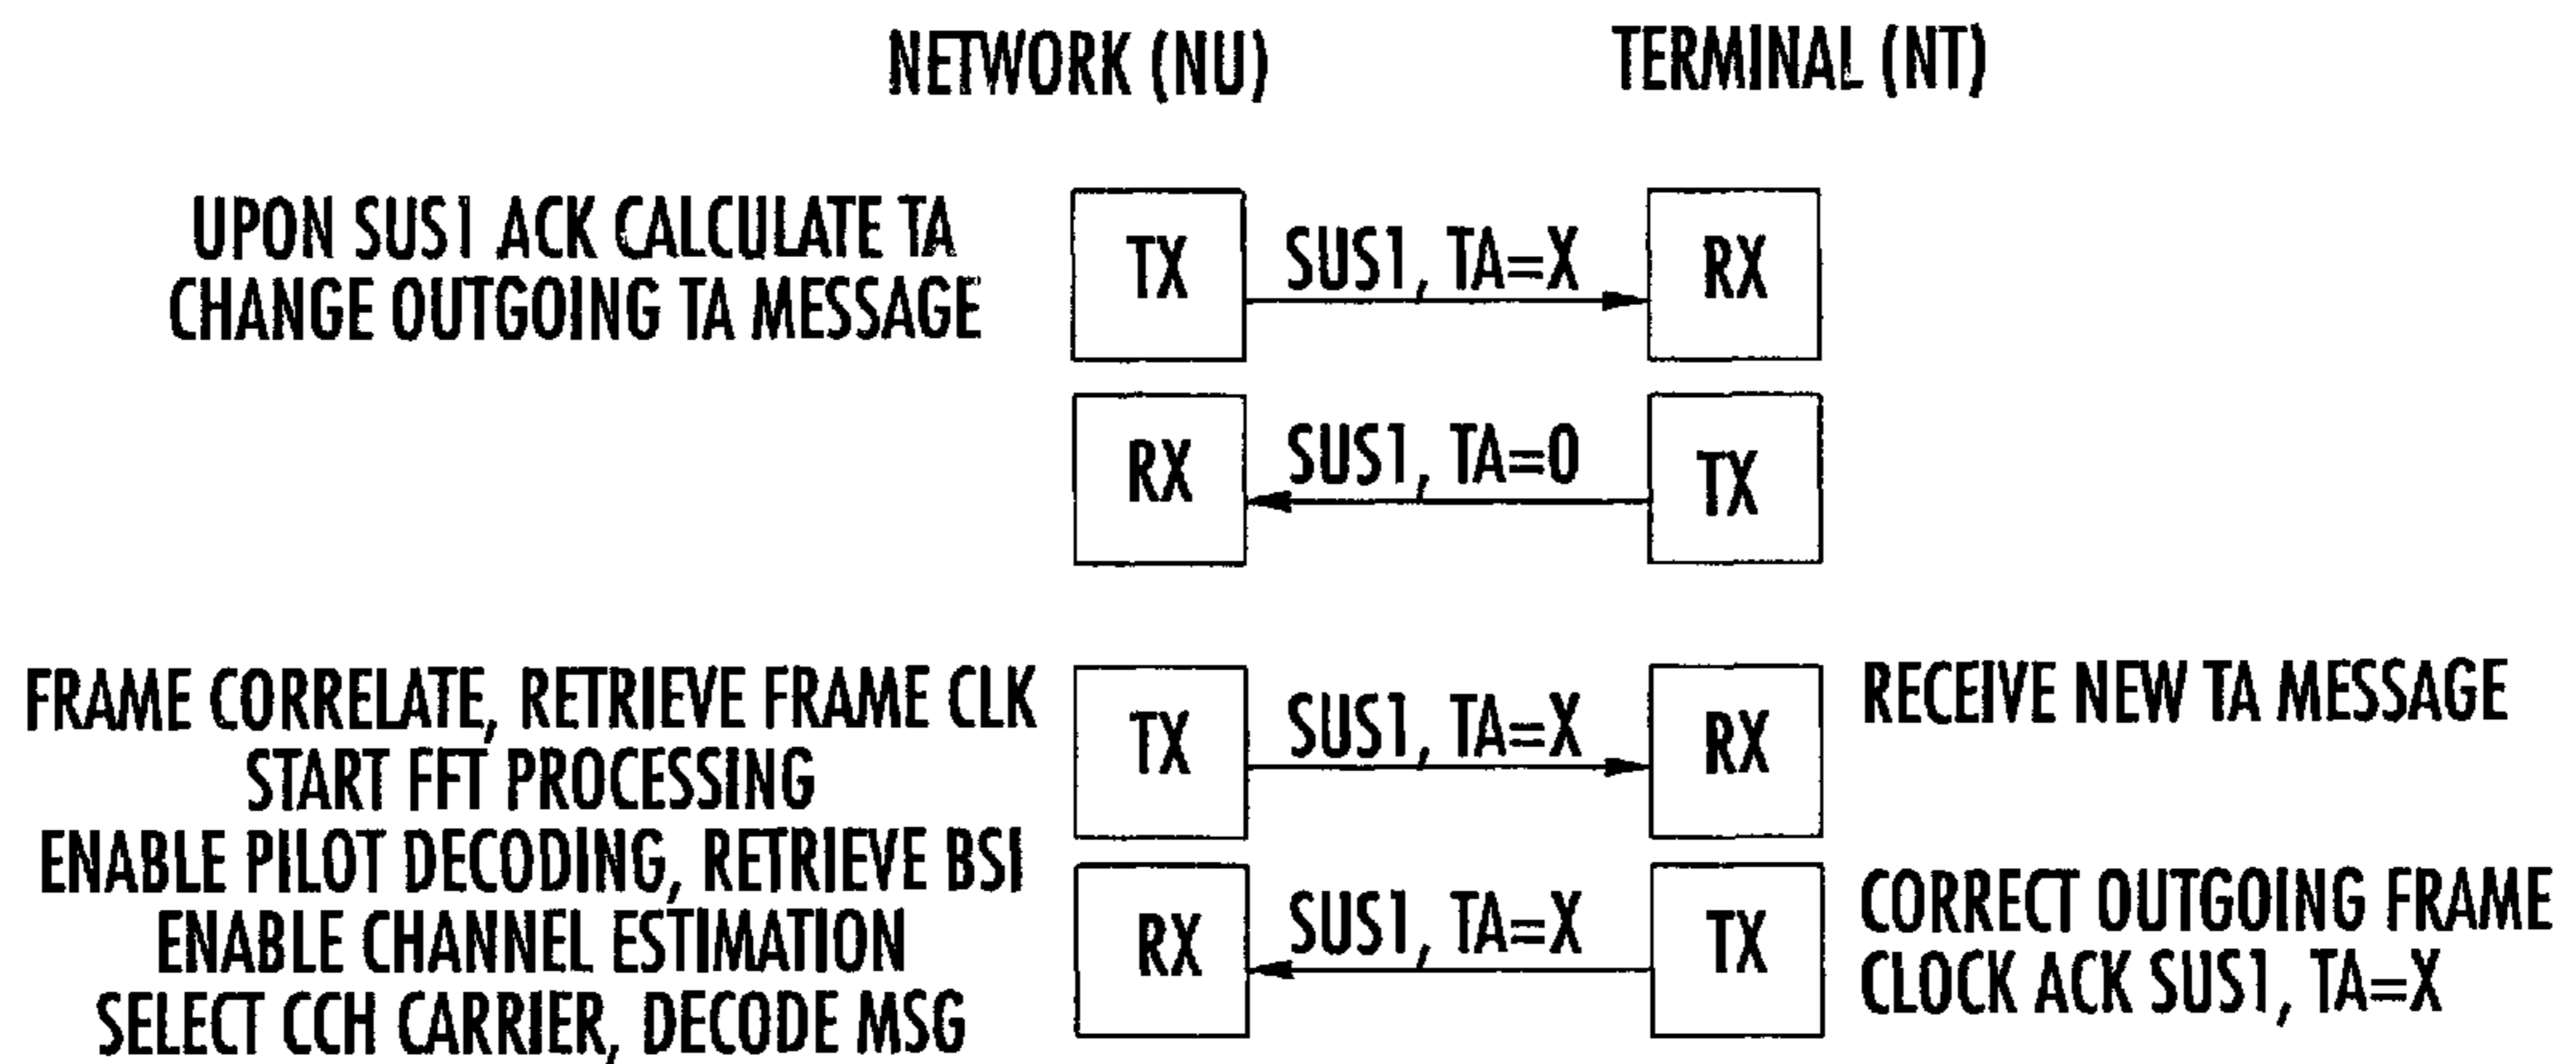 NETWORK (NU)
TERMINAL (NT)
UPON SUS1 ACK CALCULATE TA
CHANGE OUTGOING TA MESSAGE
TX
SUS1, TA=X
RX
RX
SUS1, TA=0
TX
FRAME CORRELATE, RETRIEVE FRAME CLK
START FFT PROCESSING
ENABLE PILOT DECODING, RETRIEVE BSI
ENABLE CHANNEL ESTIMATION
SELECT CCH CARRIER, DECODE MSG
TX
SUS1, TA=X
RX
RECEIVE NEW TA MESSAGE
RX
SUS1, TA=X
TX
CORRECT OUTGOING FRAME
CLOCK ACK SUS1, TA=X